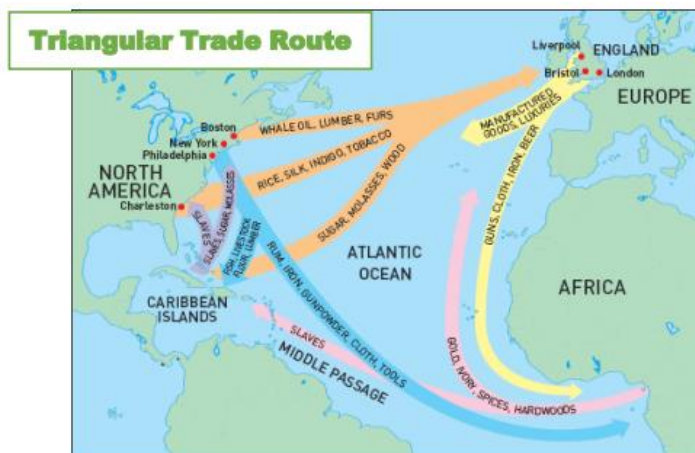 Triangular Trade Route
Liverpool
ENGLAND
Bristol
London
EUROPE
Boston
New York
Philadelphia
WHALE OIL, LUMBER, FURS
MANUFACTURED
GOODS, LUXURIES
NORTH
AMERICA
RICE, SILK, INDIGO, TOBACCO
GUNS, CLOTH, IRON, BEER
Charleston
SLAVES
SLAVES, SUGAR, MOLASSES
FISH, LIVESTOCK
FLOUR, LUMBER
SUGAR, MOLASSES, WOOD
ATLANTIC
OCEAN
AFRICA
RUM, IRON, GUNPOWDER, CLOTH, TOOLS
CARIBBEAN
ISLANDS
SLAVES
MIDDLE PASSAGE
GOLD, IVORY, SPICES, HARDWOODS